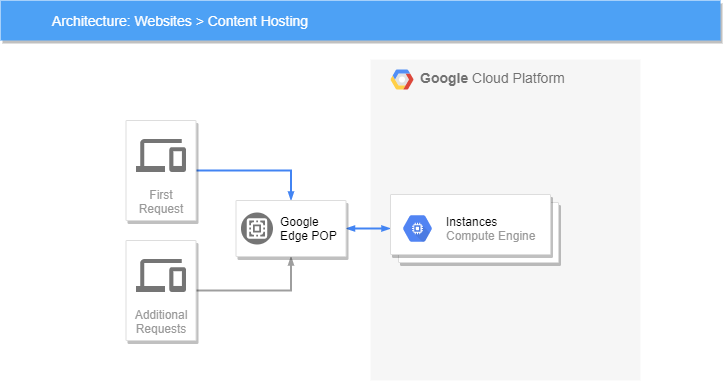 Architecture: Websites > Content Hosting
Google Cloud Platform
First
Request
Google
Edge POP
Instances
Compute Engine
Additional
Requests